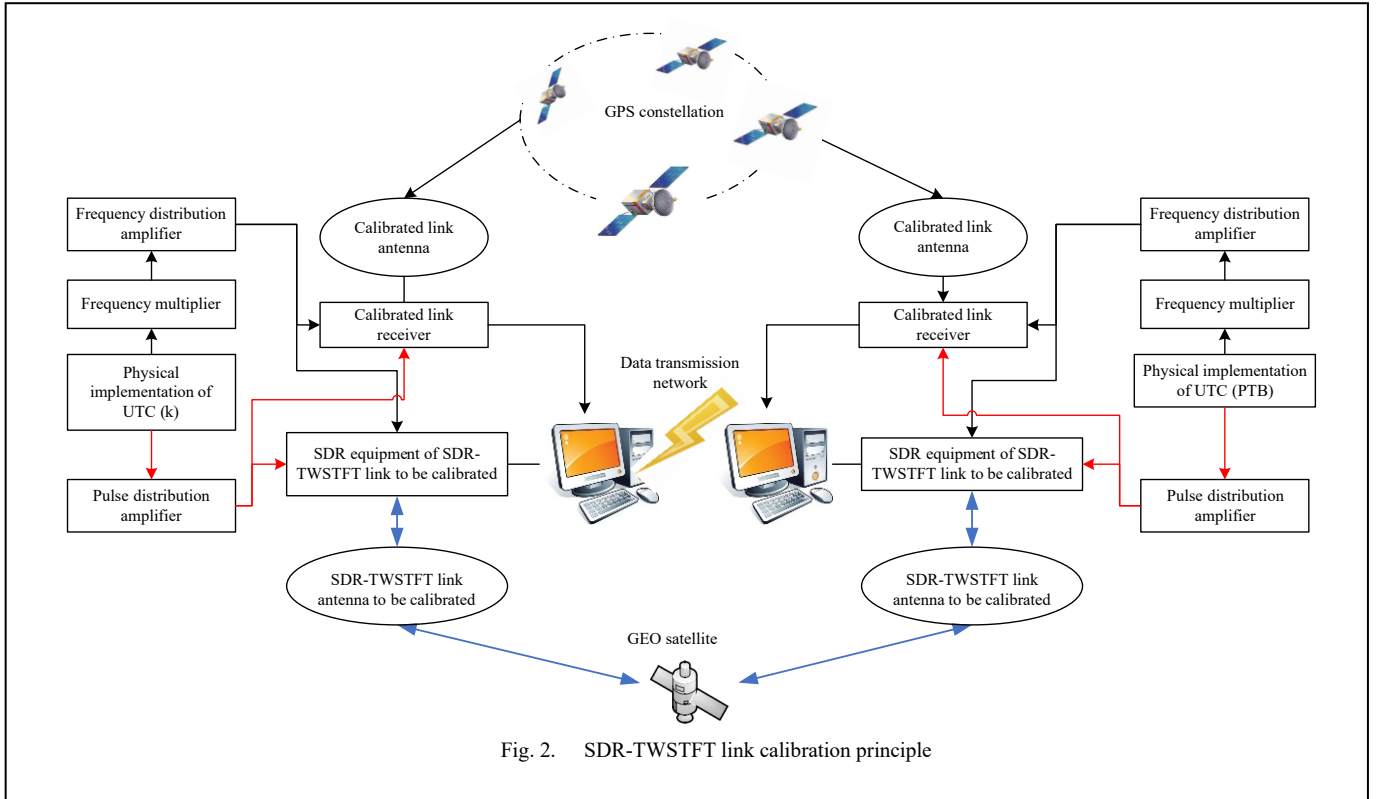 GPS constellation
Frequency distribution
amplifier
Calibrated link
antenna
Calibrated link
antenna
Frequency distribution
amplifier
Frequency multiplier
Calibrated link
receiver
Calibrated link
receiver
Frequency multiplier
Physical
implementation of
UTC (k)
Data transmission
network
Physical implementation
of UTC (PTB)
SDR equipment of SDR-
TWSTFT link to be calibrated
SDR equipment of SDR-
TWSTFT link to be calibrated
Pulse distribution
amplifier
Pulse distribution
amplifier
SDR-TWSTFT link
antenna to be calibrated
SDR-TWSTFT link
antenna to be calibrated
GEO satellite
Fig. 2. SDR-TWSTFT link calibration principle